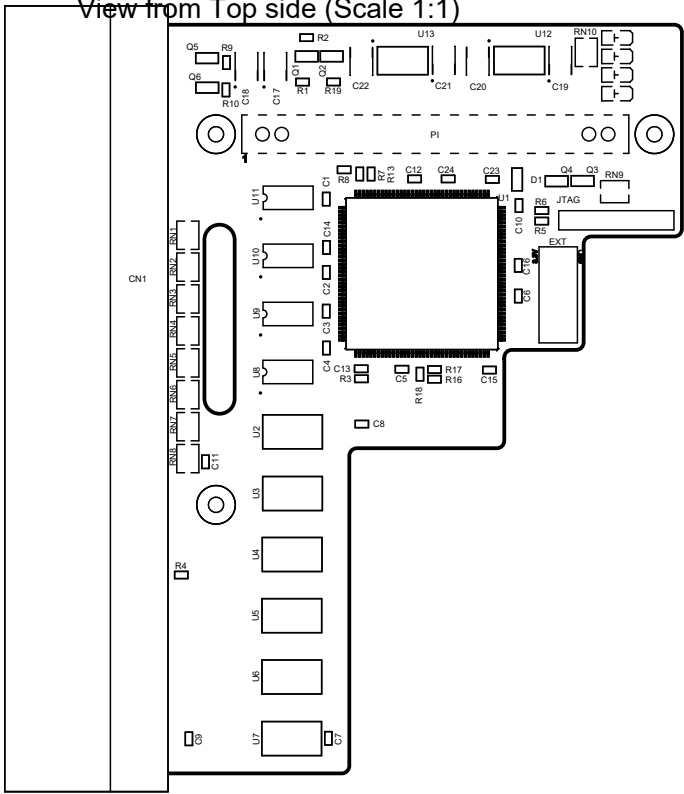 View from Top side (Scale 1:1)
R2
U13
U12
RN10
Q5
R9
Q1
Q2
Q6
R10
C18
C17
R1
R19
C22
C21
C20
C19
PI
1
U11
C1
R8
R7
R13
C12
C24
C23
U1
D1
Q4
Q3
RN9
C10
R6
R5
JTAG
EXT
RN1
RN2
RN3
RN4
RN5
RN6
RN7
RN8
CN1
U10
C14
C2
C16
C6
U9
C3
U8
C4
C13
R3
C5
R18
R17
R16
C15
U2
C8
C11
U3
R4
U4
U5
U6
C9
U7
C7